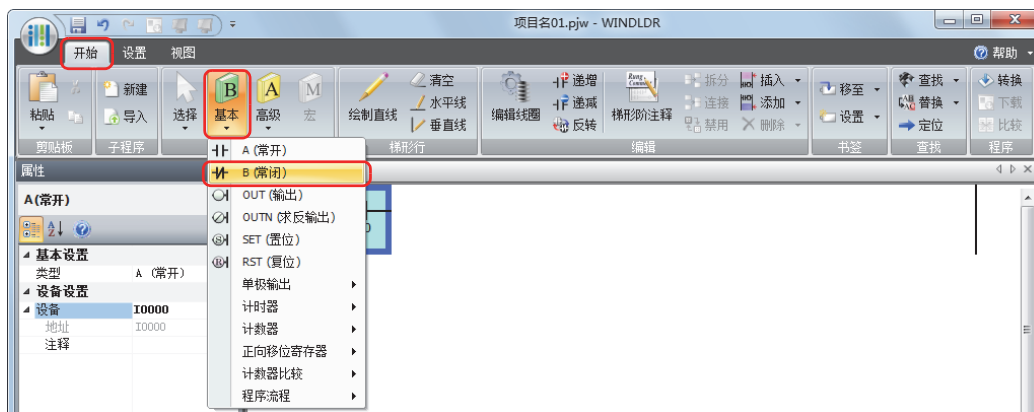 项目名01.pjw - WINDLDR
开始 设置 视图 帮助
新建 清空 递增 拆分 插入 移至 查找 转换
粘贴 导入 选择 基本 高级 宏 绘制直线 水平线 编辑线圈 递减 梯形阶注释 连接 添加 设置 替换 下载
垂直线 反转 禁用 删除 定位 比较
剪贴板 子程序 梯形行 编辑 书签 查找 程序
属性
A (常开)
B (常闭)
OUT (输出)
OUTN (求反输出)
SET (置位)
RST (复位)
单极输出
计时器
计数器
正向移位寄存器
计数器比较
程序流程
A(常开)
基本设置
类型 A (常开)
设备设置
设备 I0000
地址 I0000
注释